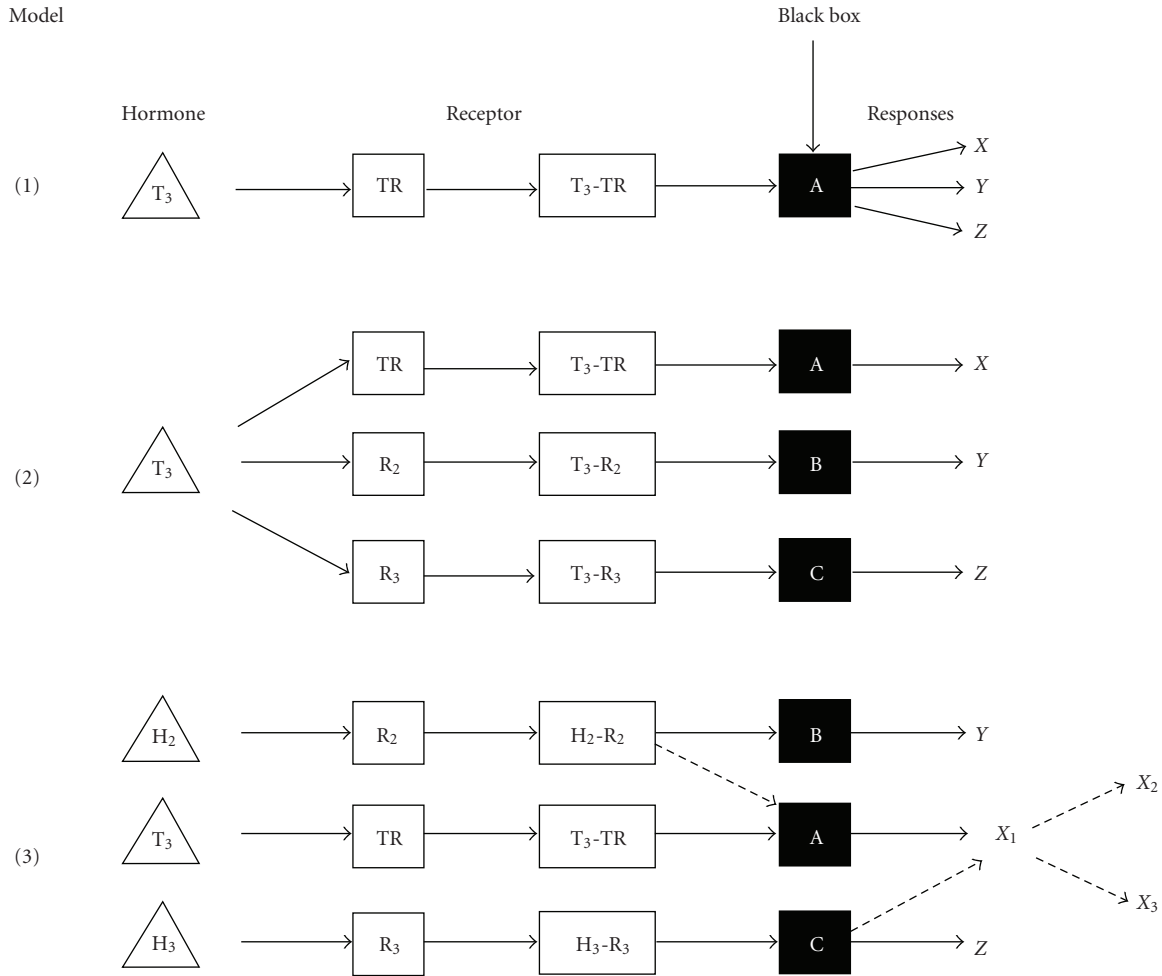 Model
Black box
Hormone Receptor Responses
X
(1) T₃ TR T₃-TR A Y
Z
TR T₃-TR A X
(2) T₃ R₂ T₃-R₂ B Y
R₃ T₃-R₃ C Z
H₂ R₂ H₂-R₂ B Y
X₂
(3) T₃ TR T₃-TR A X₁
X₃
H₃ R₃ H₃-R₃ C Z